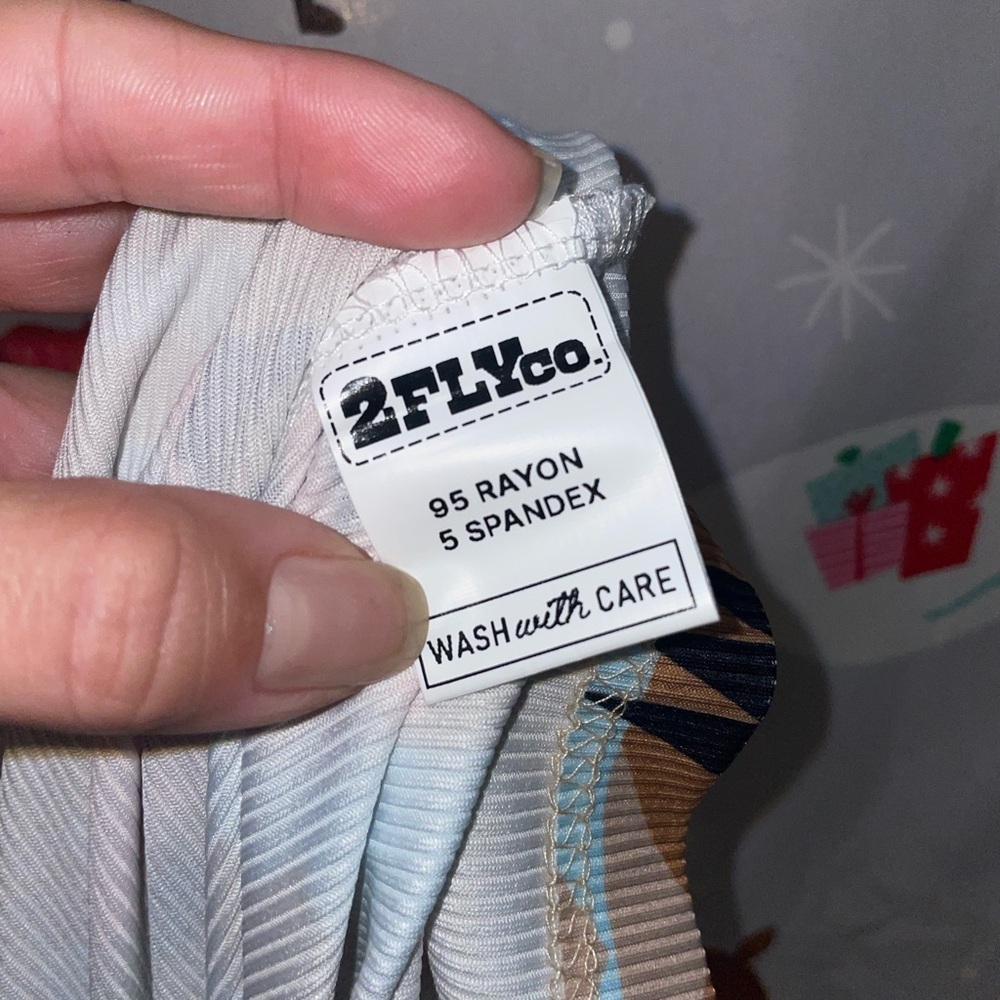 2FLYco.
95 RAYON
5 SPANDEX
WASH with CARE